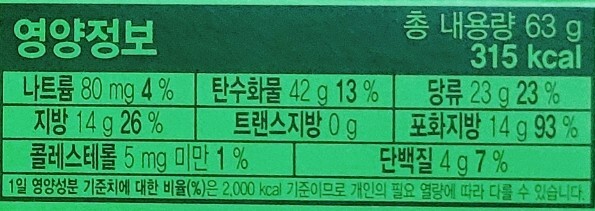 영양정보
총 내용량 63 g
315 kcal
나트륨 80 mg 4 % 탄수화물 42 g 13 % 당류 23 g 23 %
지방 14 g 26 % 트랜스지방 0 g 포화지방 14 g 93 %
콜레스테롤 5 mg 미만 1 % 단백질 4 g 7 %
1일 영양성분 기준치에 대한 비율(%)은 2,000 kcal 기준이므로 개인의 필요 열량에 따라 다를 수 있습니다.